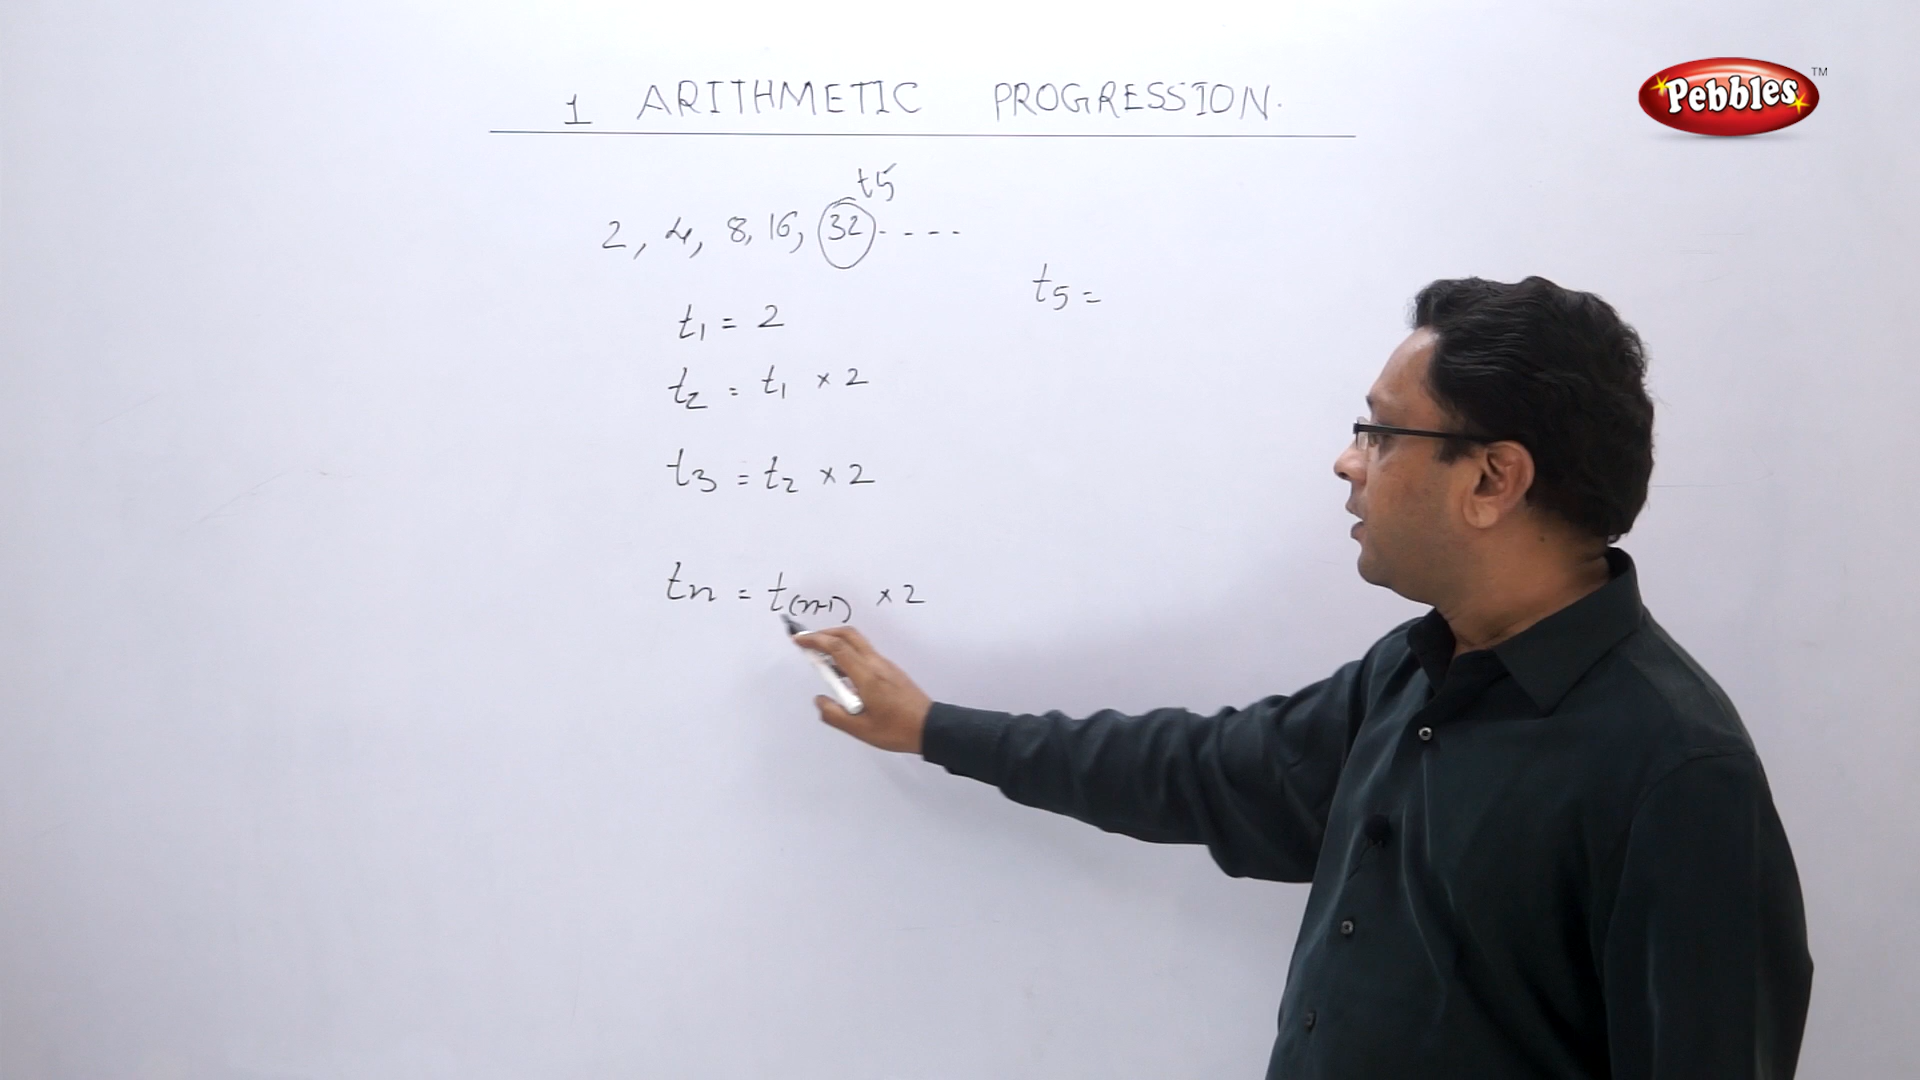 1 ARITHMETIC PROGRESSION.
Pebbles TM
t5
2, 4, 8, 16, 32 - - - -
t5 =
t1 = 2
t2 = t1 × 2
t3 = t2 × 2
tn = t(n-1) × 2